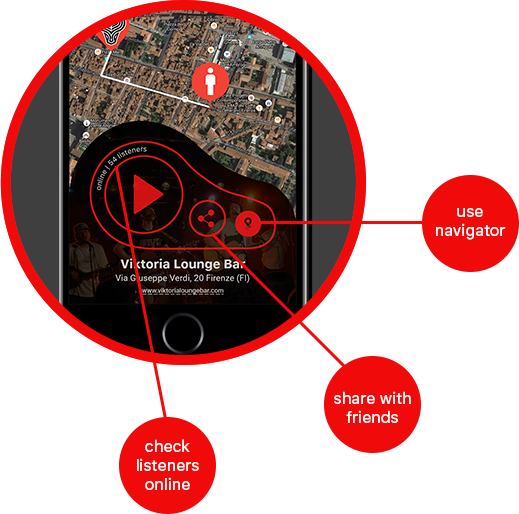 online | 54 listeners
Viktoria Lounge Bar
Via Giuseppe Verdi, 20 Firenze (FI)
www.viktorialoungebar.com
use
navigator
share with
friends
check
listeners
online